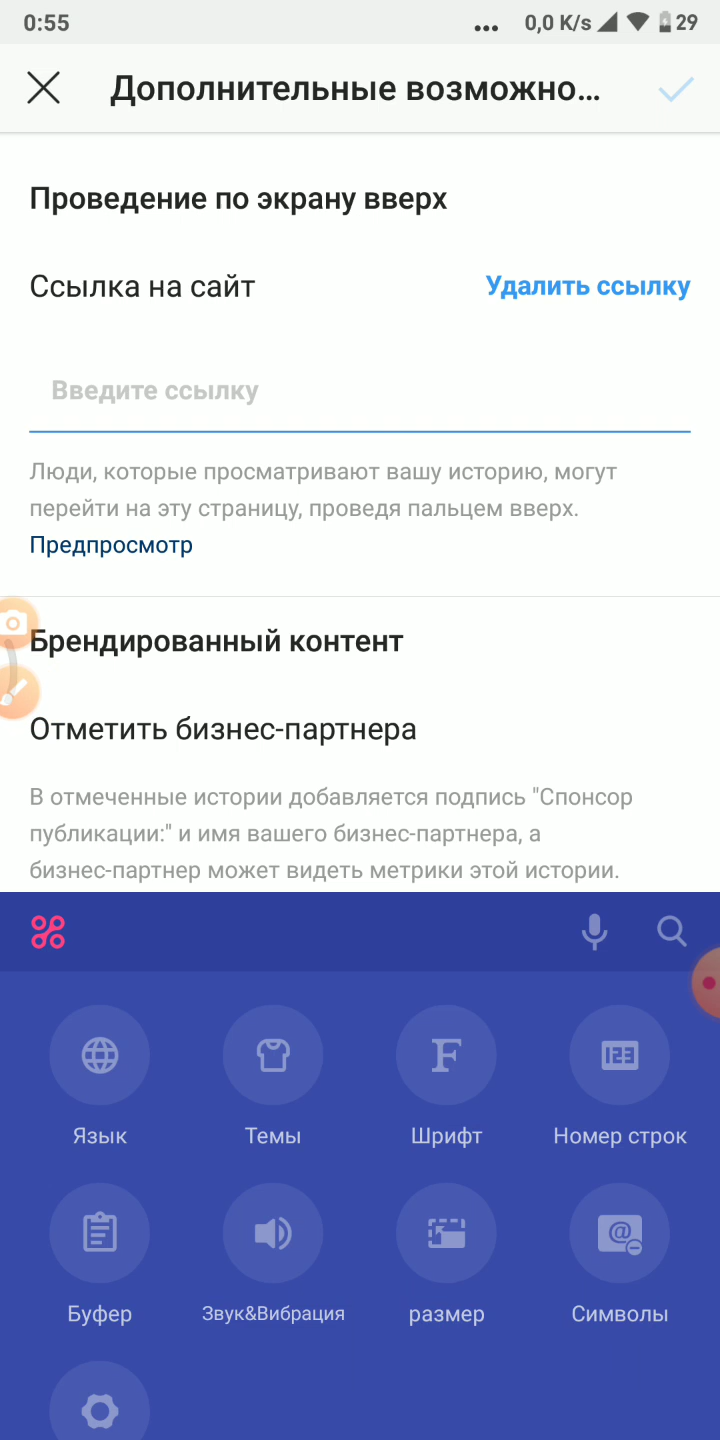 0:55
... 0,0 K/s 29
Дополнительные возможно...
Проведение по экрану вверх
Ссылка на сайт Удалить ссылку
Введите ссылку
Люди, которые просматривают вашу историю, могут
перейти на эту страницу, проведя пальцем вверх.
Предпросмотр
Брендированный контент
Отметить бизнес-партнера
В отмеченные истории добавляется подпись "Спонсор
публикации:" и имя вашего бизнес-партнера, а
бизнес-партнер может видеть метрики этой истории.
F 123
Язык Темы Шрифт Номер строк
@
Буфер Звук&Вибрация размер Символы